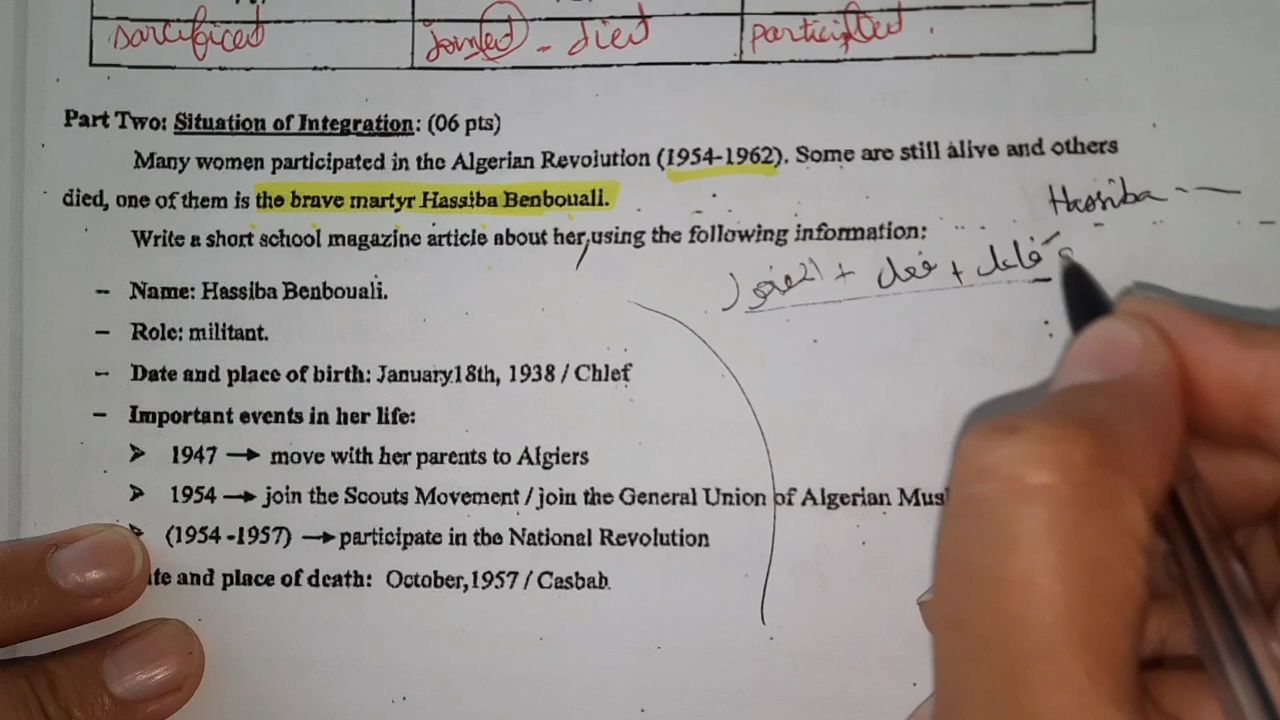 sarcificed joined - died participted .
Part Two: Situation of Integration: (06 pts)
Many women participated in the Algerian Revolution (1954-1962). Some are still alive and others
died, one of them is the brave martyr Hassiba Benbouali.
Hassiba
Write a short school magazine article about her, using the following information:
فاعل + فعل +
– Name: Hassiba Benbouali.
– Role: militant.
– Date and place of birth: January18th, 1938 / Chlef
– Important events in her life:
➢ 1947 → move with her parents to Algiers
➢ 1954 → join the Scouts Movement / join the General Union of Algerian Mus
(1954 -1957) → participate in the National Revolution
te and place of death: October,1957 / Casbah.